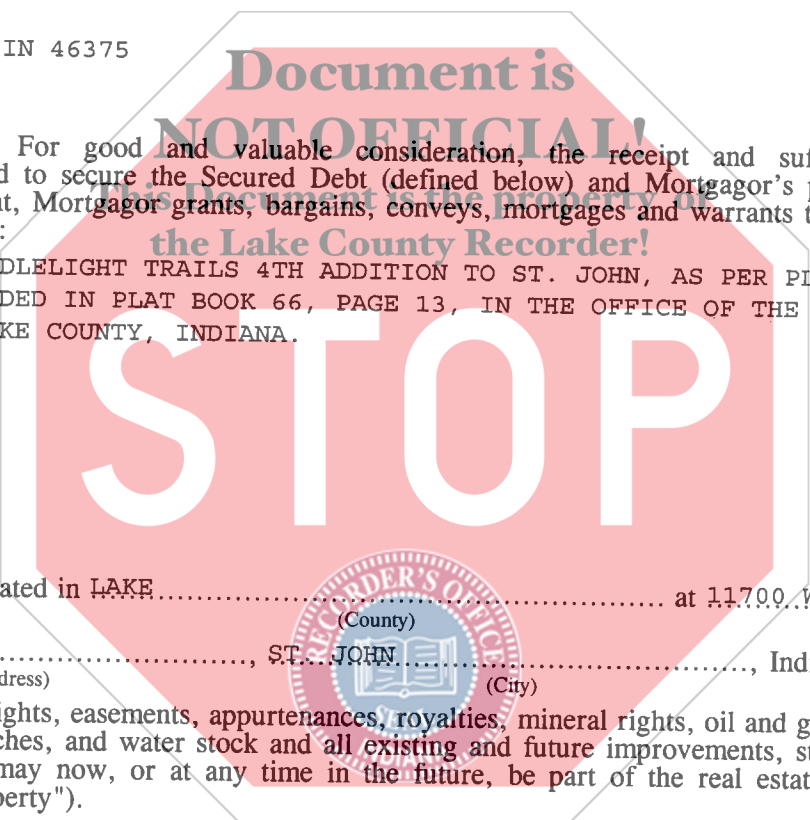 IN 46375
Document is
NOT OFFICIAL!
For good and valuable consideration, the receipt and suf
d to secure the Secured Debt (defined below) and Mortgagor's
This Document is the property of
t, Mortgagor grants, bargains, conveys, mortgages and warrants t
:
the Lake County Recorder!
DLELIGHT TRAILS 4TH ADDITION TO ST. JOHN, AS PER PL
DED IN PLAT BOOK 66, PAGE 13, IN THE OFFICE OF THE
KE COUNTY, INDIANA.
STOP
ated in LAKE at 11700 W
(County)
, ST. JOHN , Ind
dress) (City)
RECORDER'S OFFICE
SEAL
INDIANA
ights, easements, appurtenances, royalties, mineral rights, oil and g
ches, and water stock and all existing and future improvements, st
may now, or at any time in the future, be part of the real estat
perty").